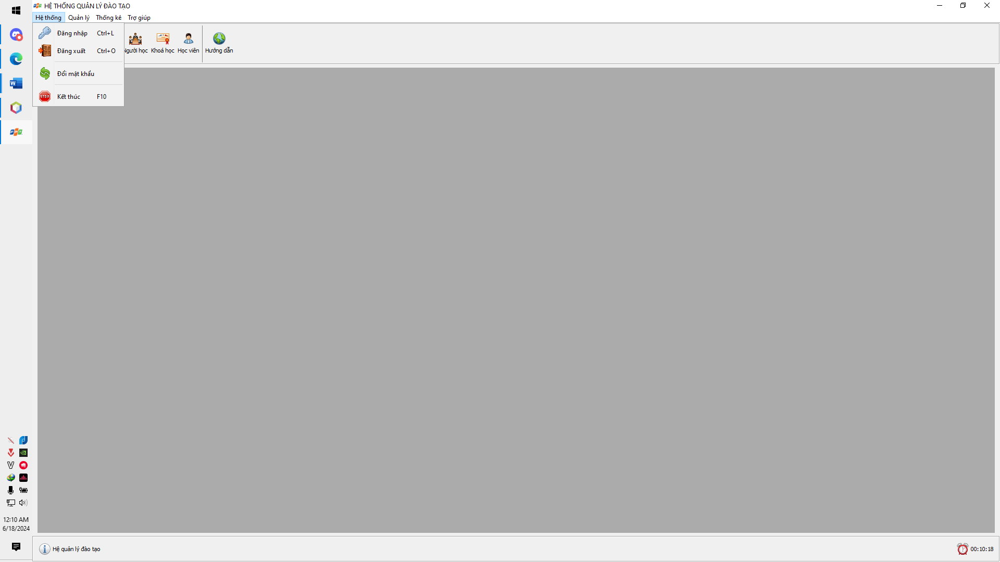 HỆ THỐNG QUẢN LÝ ĐÀO TẠO
Hệ thống Quản lý Thống kê Trợ giúp
Đăng nhập Ctrl+L
Đăng xuất Ctrl+O
Đổi mật khẩu
STOP Kết thúc F10
Người học Khoá học Học viên Hướng dẫn
FPT
12:10 AM
6/18/2024
Hệ quản lý đào tạo
00:10:18